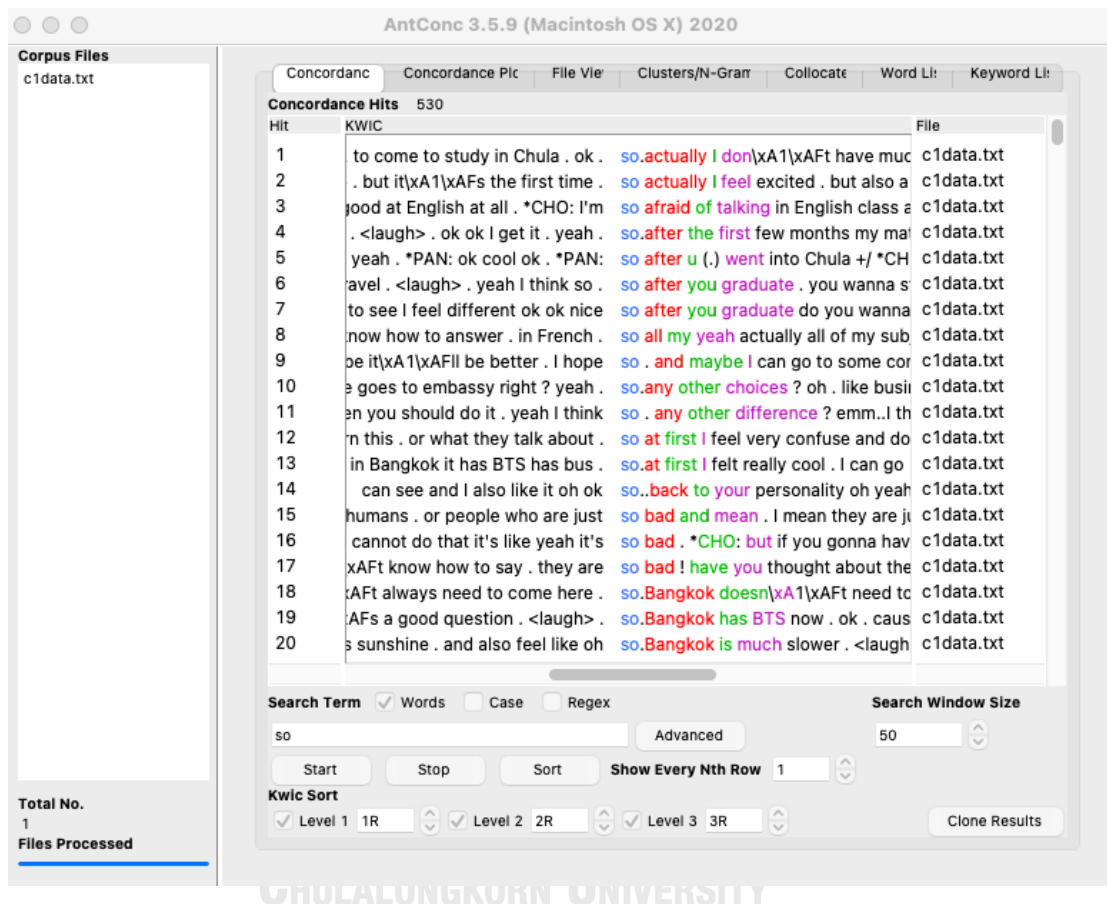 AntConc 3.5.9 (Macintosh OS X) 2020
Corpus Files
c1data.txt
Concordanc Concordance Plc File Vie Clusters/N-Gram Collocate Word Li Keyword Li
Concordance Hits 530
Hit KWIC File
1 . to come to study in Chula . ok . so.actually I don\xA1\xAFt have muc c1data.txt
2 . but it\xA1\xAFs the first time . so actually I feel excited . but also a c1data.txt
3 good at English at all . *CHO: I'm so afraid of talking in English class a c1data.txt
4 . <laugh> . ok ok I get it . yeah . so.after the first few months my mat c1data.txt
5 yeah . *PAN: ok cool ok . *PAN: so after u (.) went into Chula +/ *CH c1data.txt
6 ravel . <laugh> . yeah I think so . so after you graduate . you wanna s c1data.txt
7 to see I feel different ok ok nice so after you graduate do you wanna c1data.txt
8 know how to answer . in French . so all my yeah actually all of my sub c1data.txt
9 be it\xA1\xAFll be better . I hope so . and maybe I can go to some cor c1data.txt
10 e goes to embassy right ? yeah . so.any other choices ? oh . like busin c1data.txt
11 en you should do it . yeah I think so . any other difference ? emm..I th c1data.txt
12 rn this . or what they talk about . so at first I feel very confuse and do c1data.txt
13 in Bangkok it has BTS has bus . so.at first I felt really cool . I can go c1data.txt
14 can see and I also like it oh ok so..back to your personality oh yeah c1data.txt
15 humans . or people who are just so bad and mean . I mean they are ju c1data.txt
16 cannot do that it's like yeah it's so bad . *CHO: but if you gonna hav c1data.txt
17 xAFt know how to say . they are so bad ! have you thought about the c1data.txt
18 xAFt always need to come here . so.Bangkok doesn\xA1\xAFt need to c1data.txt
19 xAFs a good question . <laugh> . so.Bangkok has BTS now . ok . caus c1data.txt
20 s sunshine . and also feel like oh so.Bangkok is much slower . <laugh c1data.txt
Search Term Words Case Regex Search Window Size
so Advanced 50
Start Stop Sort Show Every Nth Row 1
Kwic Sort
Level 1 1R Level 2 2R Level 3 3R Clone Results
Total No.
1
Files Processed
CHULALONGKORN UNIVERSITY